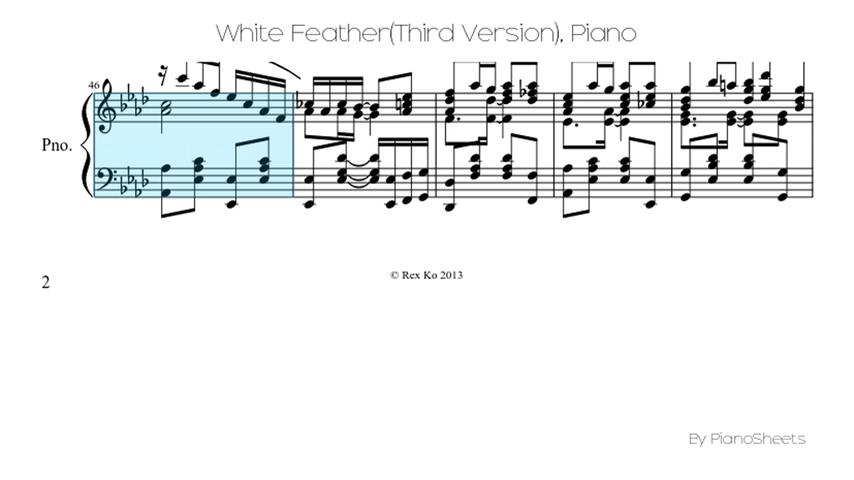 White Feather(Third Version), Piano
46
Pno.
2
© Rex Ko 2013
By PianoSheets